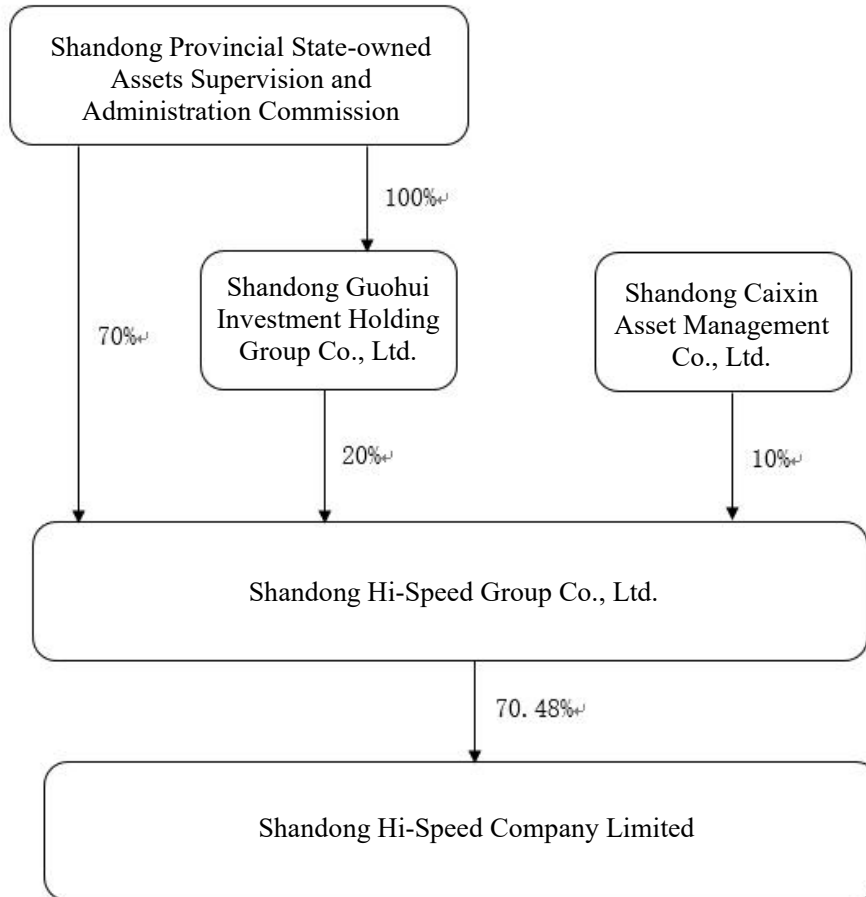 Shandong Provincial State-owned
Assets Supervision and
Administration Commission
100%↵
Shandong Guohui
Investment Holding
Group Co., Ltd.
Shandong Caixin
Asset Management
Co., Ltd.
70%↵
20%↵
10%↵
Shandong Hi-Speed Group Co., Ltd.
70.48%↵
Shandong Hi-Speed Company Limited